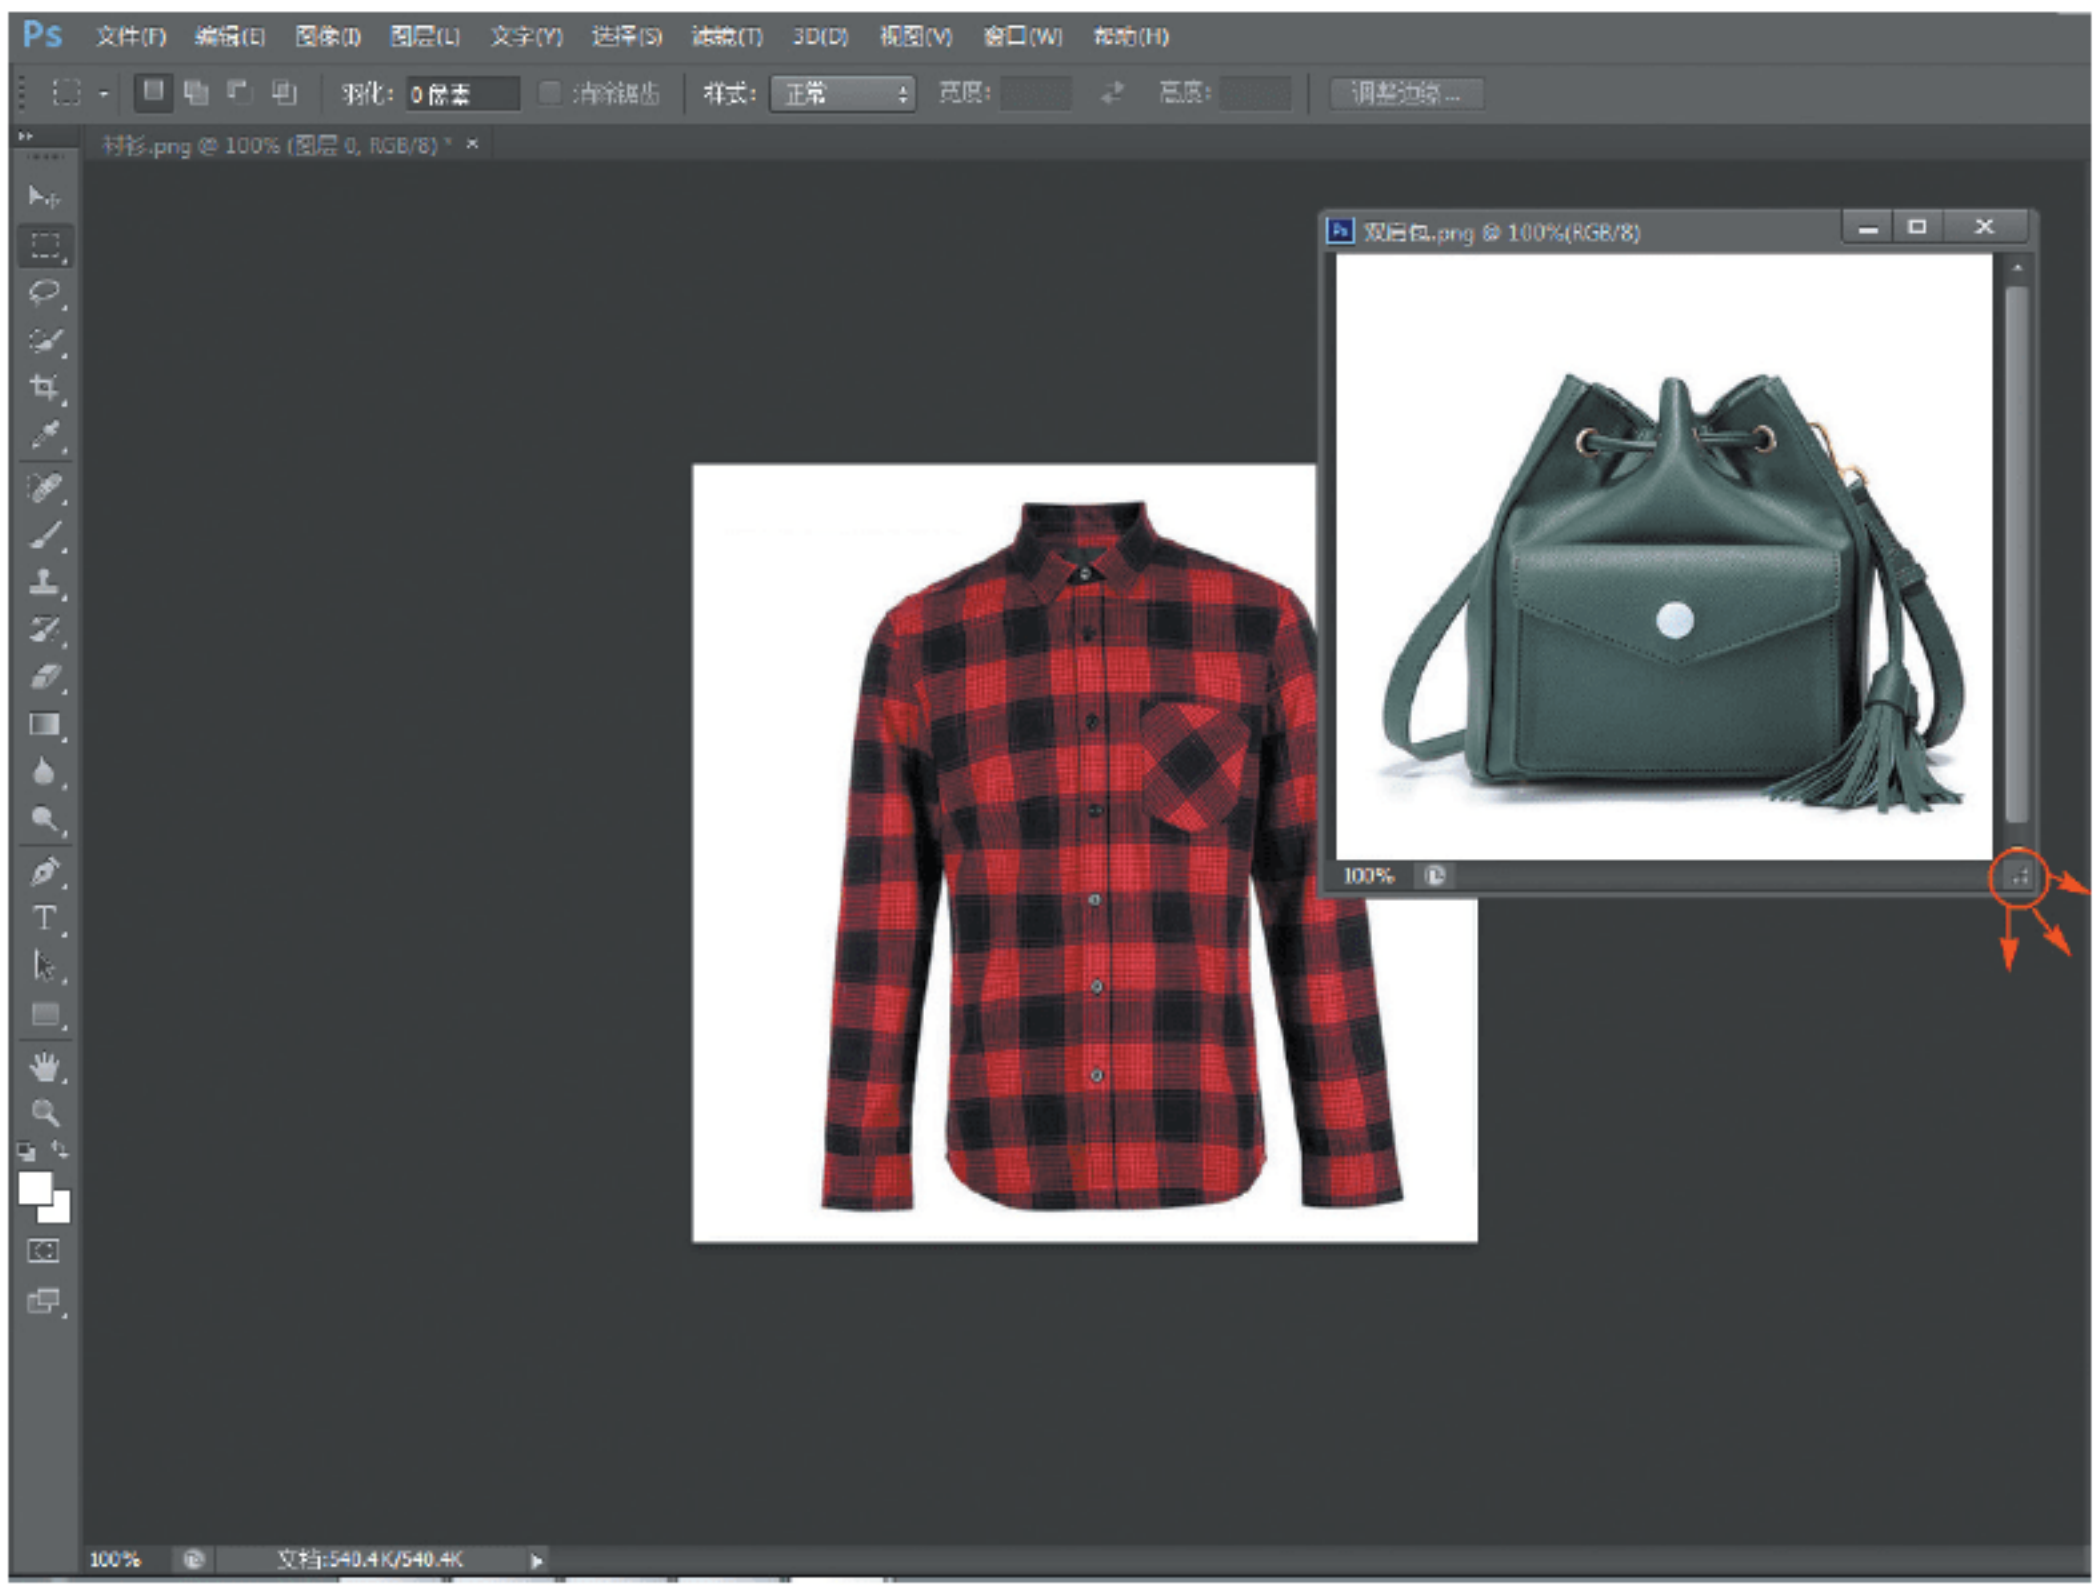 Ps 文件(F) 编辑(E) 图像(I) 图层(L) 文字(Y) 选择(S) 滤镜(T) 3D(D) 视图(V) 窗口(W) 帮助(H)
羽化: 0 像素 消除锯齿 样式: 正常 宽度: 高度: 调整边缘...
衬衫.png @ 100% (图层 0, RGB/8) * ×
Ps 双肩包.png @ 100%(RGB/8)
100%
100% 文档:540.4K/540.4K